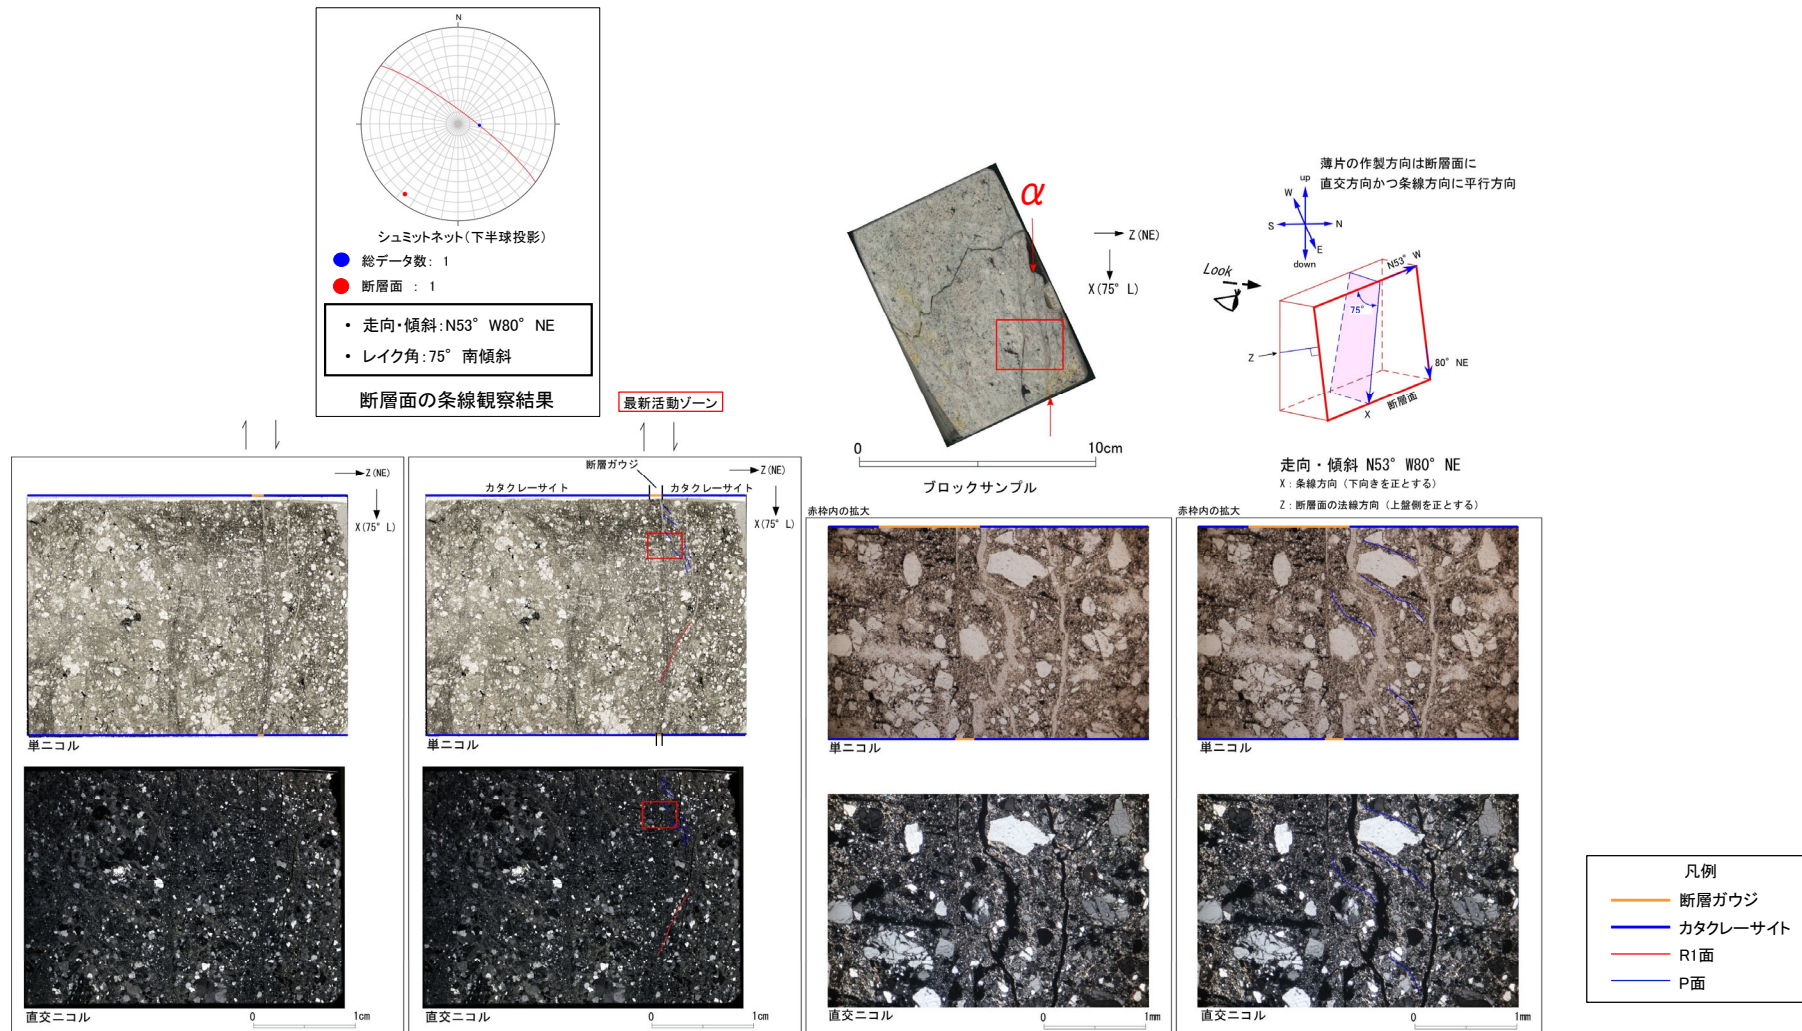 N
シュミットネット(下半球投影)
総データ数: 1
断層面 : 1
・ 走向・傾斜:N53° W80° NE
・ レイク角:75° 南傾斜
断層面の条線観察結果
最新活動ゾーン
Z(NE)
X(75° L)
単ニコル
直交ニコル
0 1cm
断層ガウジ
カタクレーサイト カタクレーサイト
Z(NE)
X(75° L)
単ニコル
直交ニコル
0 1cm
α
Z(NE)
X(75° L)
0 10cm
ブロックサンプル
薄片の作製方向は断層面に
直交方向かつ条線方向に平行方向
up
W
S N
E
down
Look
N53° W
75°
Z
80° NE
X
断層面
走向・傾斜 N53° W80° NE
X:条線方向(下向きを正とする)
Z:断層面の法線方向(上盤側を正とする)
赤枠内の拡大
単ニコル
直交ニコル
0 1mm
赤枠内の拡大
単ニコル
直交ニコル
0 1mm
凡例
断層ガウジ
カタクレーサイト
R1面
P面